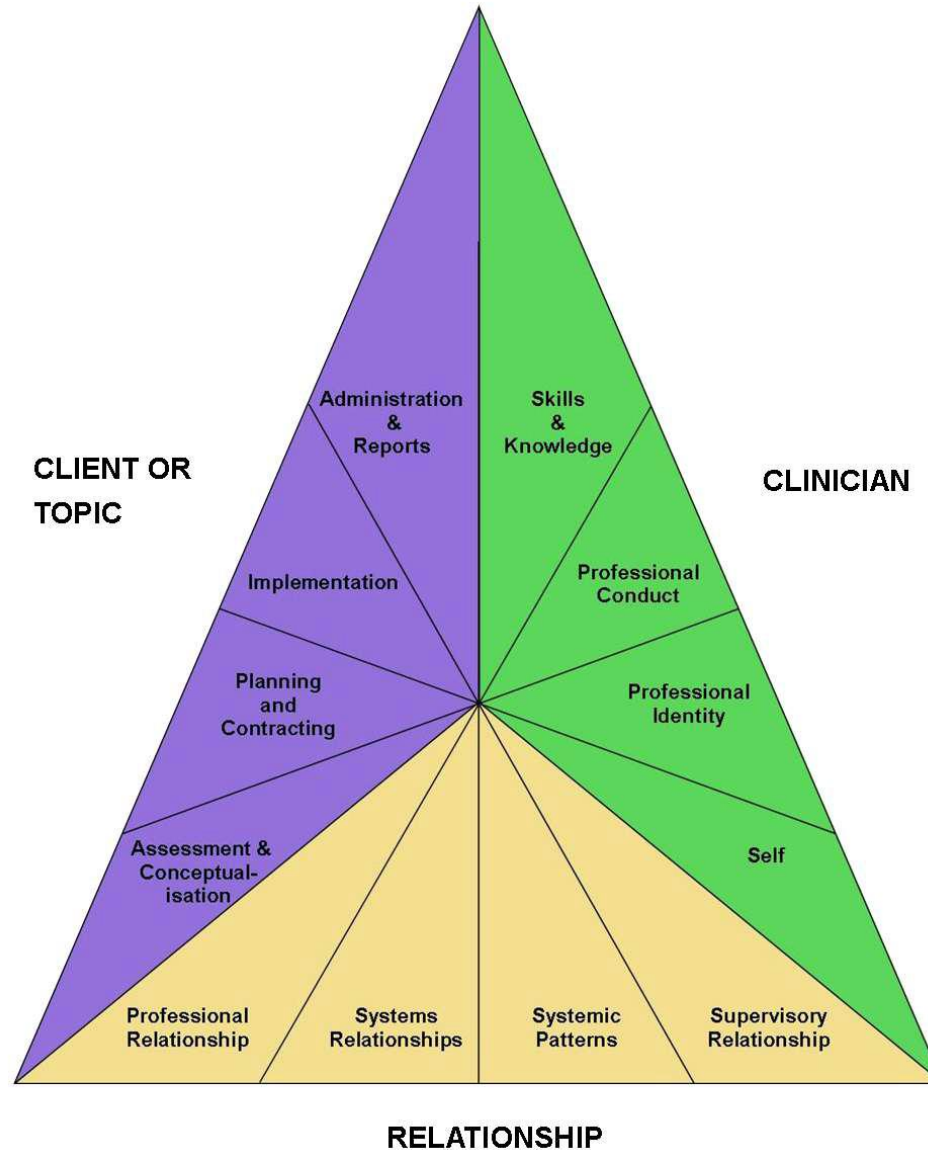 Administration
&
Reports
Skills
&
Knowledge
CLIENT OR
TOPIC
CLINICIAN
Implementation
Professional
Conduct
Planning
and
Contracting
Professional
Identity
Assessment &
Conceptual-
isation
Self
Professional
Relationship
Systems
Relationships
Systemic
Patterns
Supervisory
Relationship
RELATIONSHIP